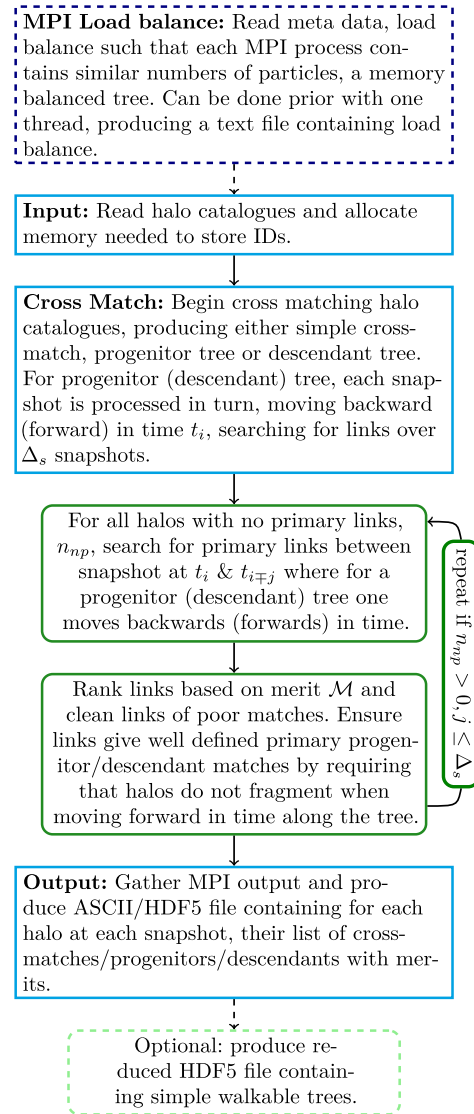 MPI Load balance: Read meta data, load
balance such that each MPI process con-
tains similar numbers of particles, a memory
balanced tree. Can be done prior with one
thread, producing a text file containing load
balance.
Input: Read halo catalogues and allocate
memory needed to store IDs.
Cross Match: Begin cross matching halo
catalogues, producing either simple cross-
match, progenitor tree or descendant tree.
For progenitor (descendant) tree, each snap-
shot is processed in turn, moving backward
(forward) in time $t_i$, searching for links over
$\Delta_s$ snapshots.
For all halos with no primary links,
$n_{np}$, search for primary links between
snapshot at $t_i$ & $t_{i\mp j}$ where for a
progenitor (descendant) tree one
moves backwards (forwards) in time.
repeat if $n_{np} > 0, j \leq \Delta_s$
Rank links based on merit $\mathcal{M}$ and
clean links of poor matches. Ensure
links give well defined primary progen-
itor/descendant matches by requiring
that halos do not fragment when
moving forward in time along the tree.
Output: Gather MPI output and pro-
duce ASCII/HDF5 file containing for each
halo at each snapshot, their list of cross-
matches/progenitors/descendants with mer-
its.
Optional: produce re-
duced HDF5 file contain-
ing simple walkable trees.